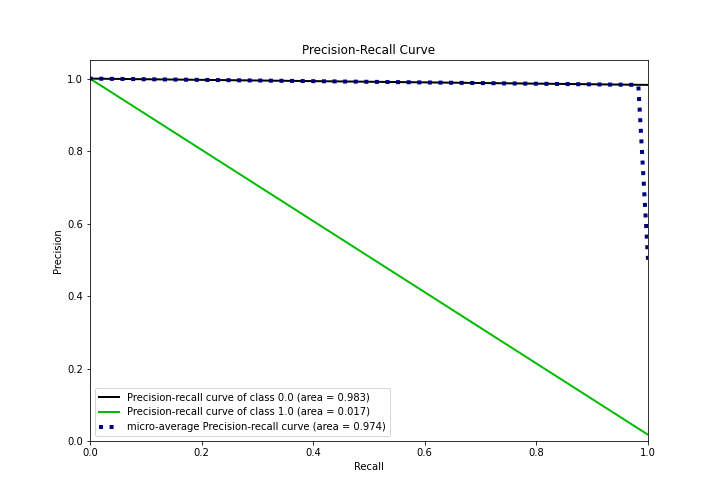 Precision-Recall Curve
1.0
0.8
0.6
0.4
0.2
0.0
Precision
Precision-recall curve of class 0.0 (area = 0.983)
Precision-recall curve of class 1.0 (area = 0.017)
micro-average Precision-recall curve (area = 0.974)
0.0 0.2 0.4 0.6 0.8 1.0
Recall